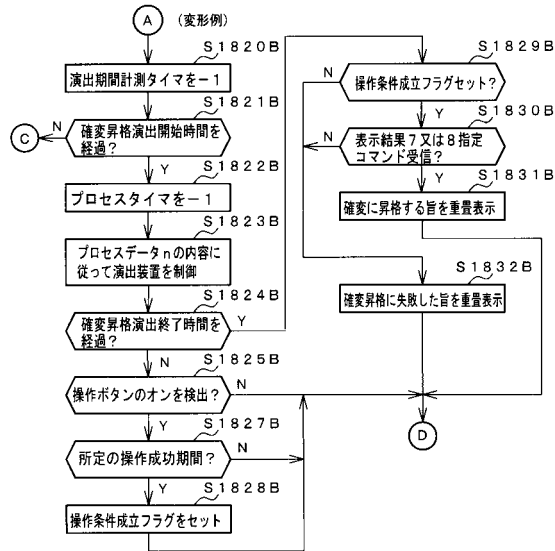 A (変形例)
S1820B
演出期間計測タイマを−1
S1821B
確変昇格演出開始時間を
経過?
N
C
Y
S1822B
プロセスタイマを−1
S1823B
プロセスデータnの内容に
従って演出装置を制御
S1824B
確変昇格演出終了時間を
経過?
Y
N
S1825B
操作ボタンのオンを検出?
N
Y
S1827B
所定の操作成功期間?
N
Y
S1828B
操作条件成立フラグをセット
S1829B
N
操作条件成立フラグセット?
Y
S1830B
N
表示結果7又は8指定
コマンド受信?
Y
S1831B
確変に昇格する旨を重畳表示
S1832B
確変昇格に失敗した旨を重畳表示
D